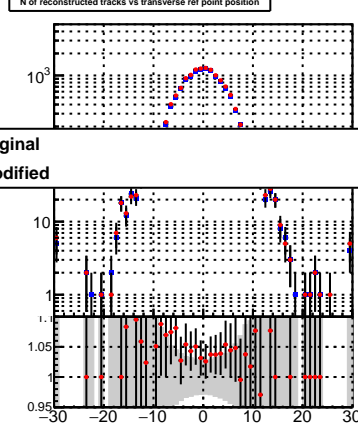 N of reconstructed tracks vs transverse ref point position
10³
ginal
odified
10
1
1.1
1.05
1
0.95
−30 −20 −10 0 10 20 30